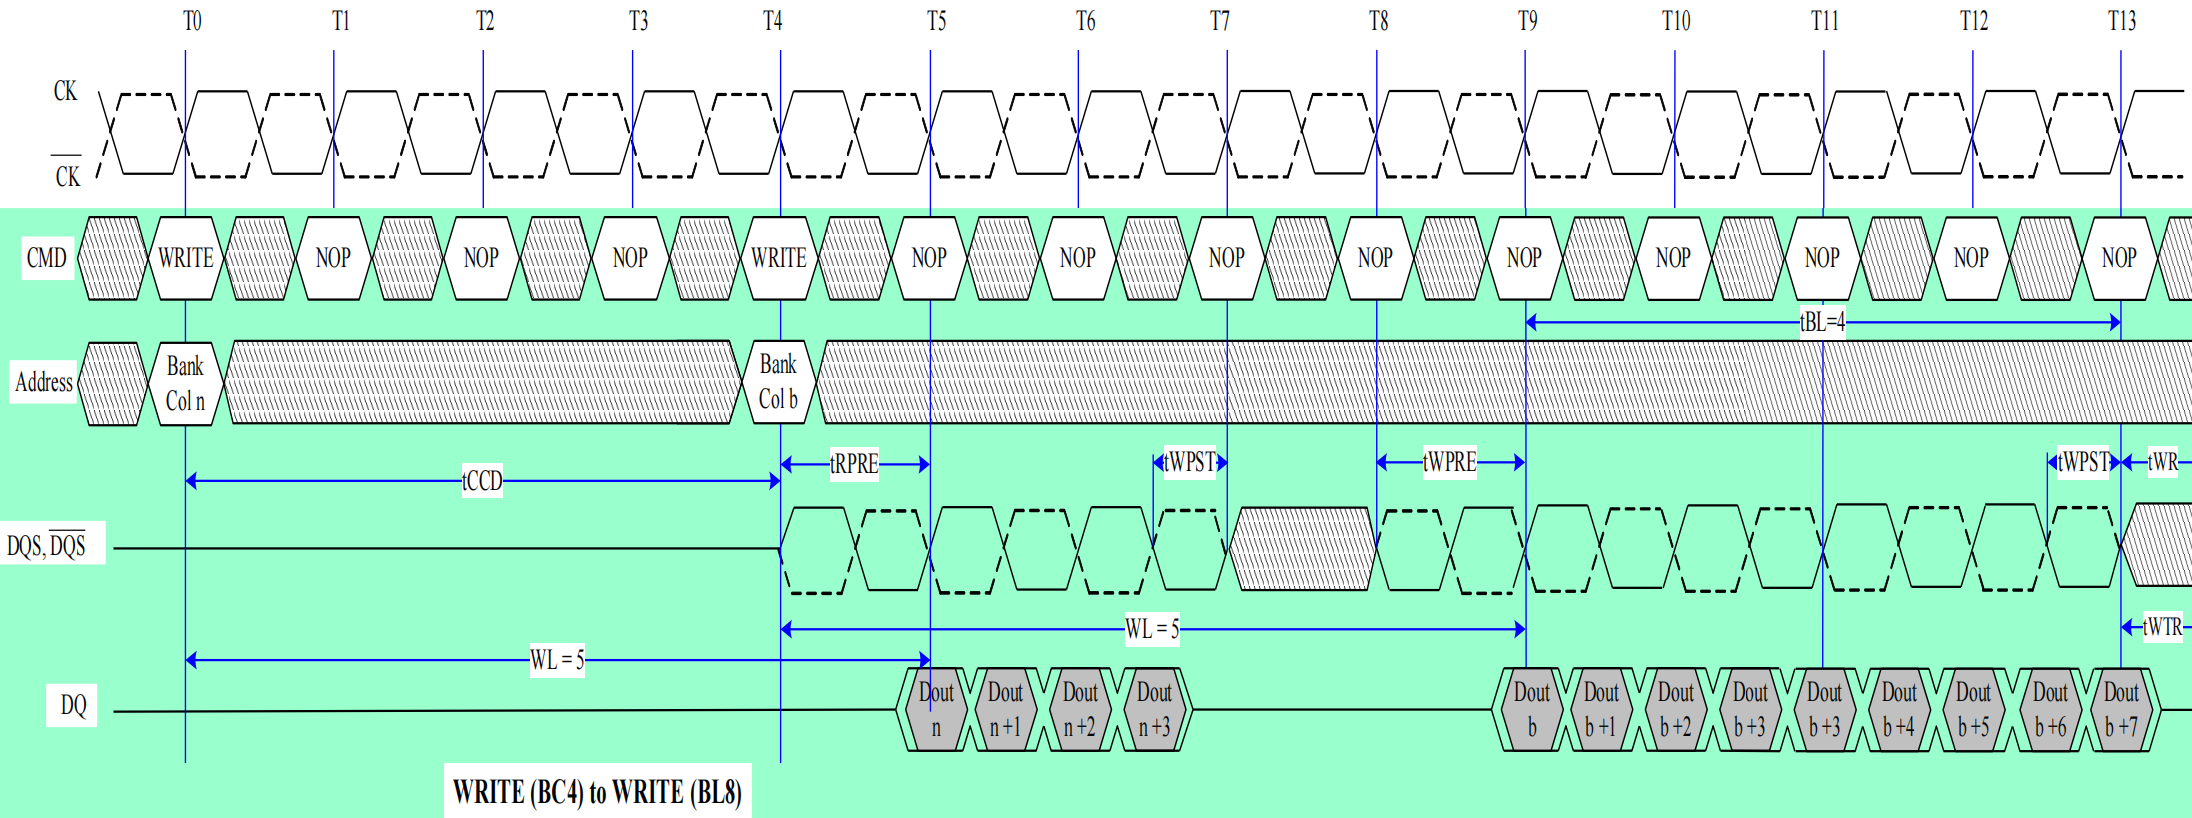 T0 T1 T2 T3 T4 T5 T6 T7 T8 T9 T10 T11 T12 T13
CK
CK
CMD WRITE NOP NOP NOP WRITE NOP NOP NOP NOP NOP NOP NOP NOP NOP
tBL=4
Address Bank Col n Bank Col b
tCCD tRPRE tWPST tWPRE tWPST tWR
DQS, DQS
WL = 5 tWTR
WL = 5
DQ Dout n Dout n +1 Dout n +2 Dout n +3 Dout b Dout b +1 Dout b +2 Dout b +3 Dout b +3 Dout b +4 Dout b +5 Dout b +6 Dout b +7
WRITE (BC4) to WRITE (BL8)